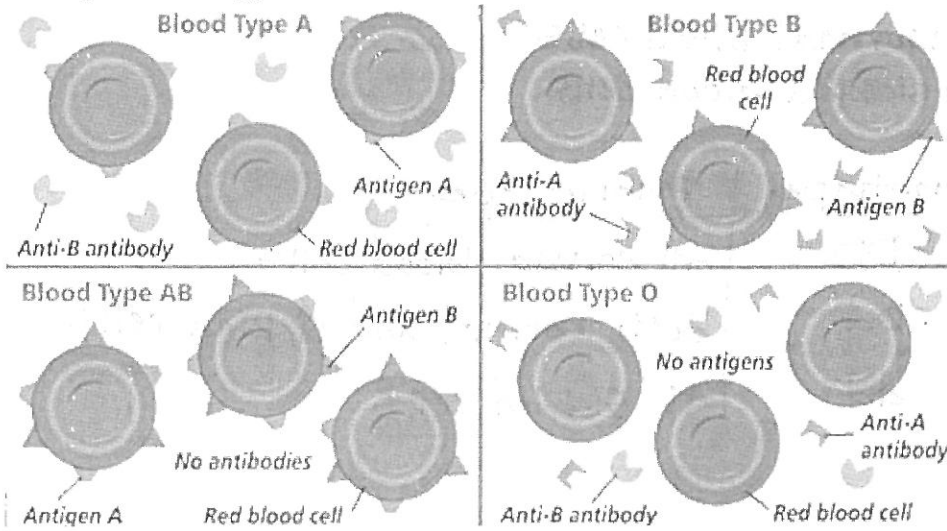 Blood Type A
Antigen A
Anti-B antibody
Red blood cell
Blood Type B
Red blood
cell
Anti-A
antibody
Antigen B
Blood Type AB
Antigen B
No antibodies
Antigen A
Red blood cell
Blood Type O
No antigens
Anti-A
antibody
Anti-B antibody
Red blood cell